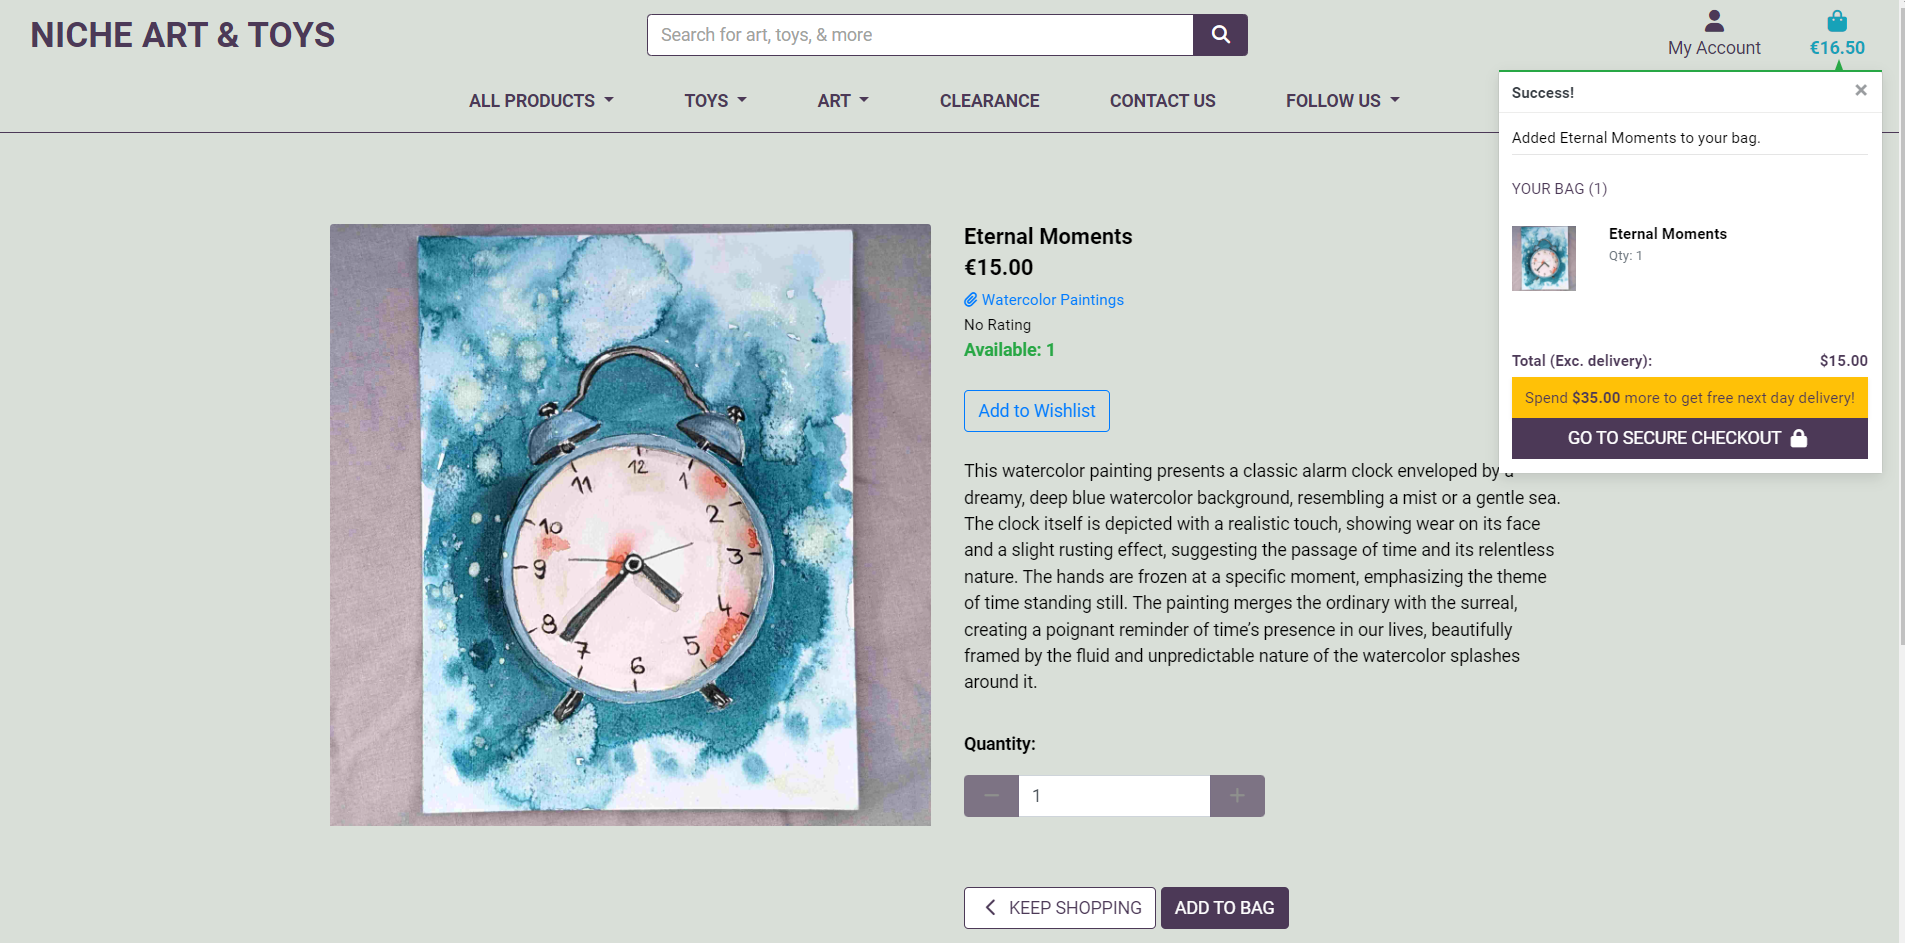 NICHE ART & TOYS
Search for art, toys, & more
My Account
€16.50
ALL PRODUCTS
TOYS
ART
CLEARANCE
CONTACT US
FOLLOW US
Success!
×
Added Eternal Moments to your bag.
YOUR BAG (1)
Eternal Moments
Qty: 1
Total (Exc. delivery): $15.00
Spend $35.00 more to get free next day delivery!
GO TO SECURE CHECKOUT
12
1
2
3
4
5
6
7
8
9
10
11
Eternal Moments
€15.00
Watercolor Paintings
No Rating
Available: 1
Add to Wishlist
This watercolor painting presents a classic alarm clock enveloped by a
dreamy, deep blue watercolor background, resembling a mist or a gentle sea.
The clock itself is depicted with a realistic touch, showing wear on its face
and a slight rusting effect, suggesting the passage of time and its relentless
nature. The hands are frozen at a specific moment, emphasizing the theme
of time standing still. The painting merges the ordinary with the surreal,
creating a poignant reminder of time’s presence in our lives, beautifully
framed by the fluid and unpredictable nature of the watercolor splashes
around it.
Quantity:
− 1 +
KEEP SHOPPING
ADD TO BAG